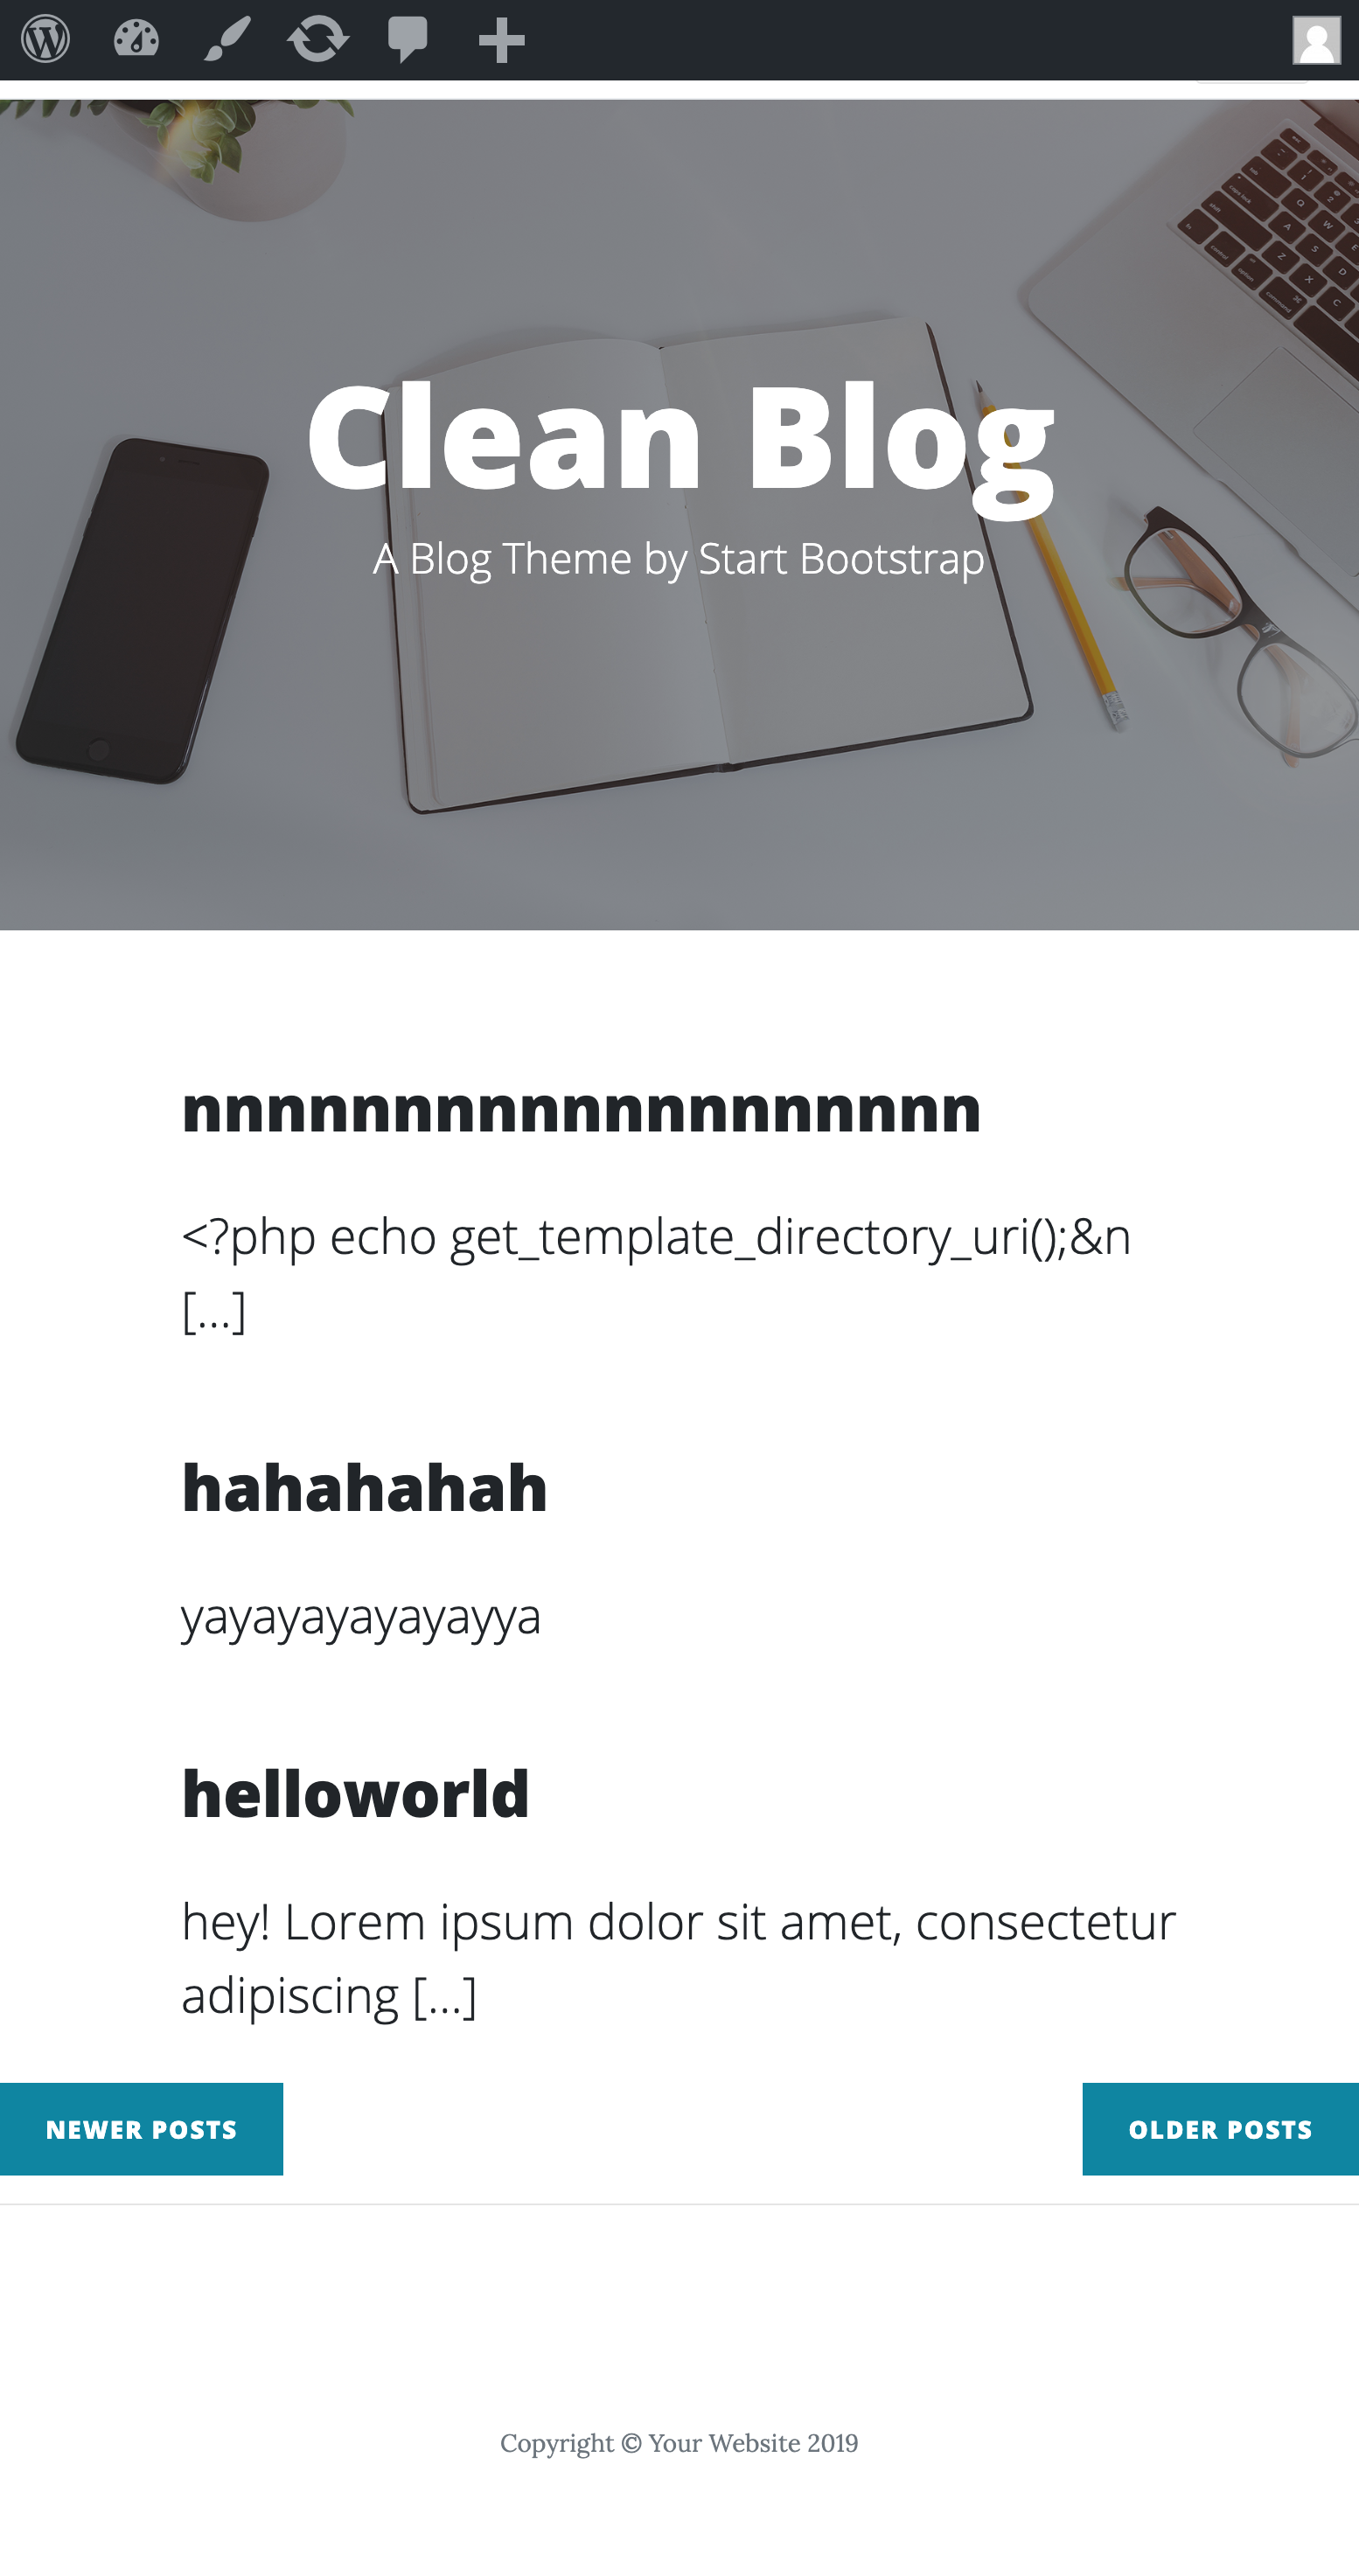 Clean Blog
A Blog Theme by Start Bootstrap
nnnnnnnnnnnnnnnnnnn
<?php echo get_template_directory_uri();&n
[...]
hahahahah
yayayayayayayya
helloworld
hey! Lorem ipsum dolor sit amet, consectetur
adipiscing [...]
NEWER POSTS
OLDER POSTS
Copyright © Your Website 2019